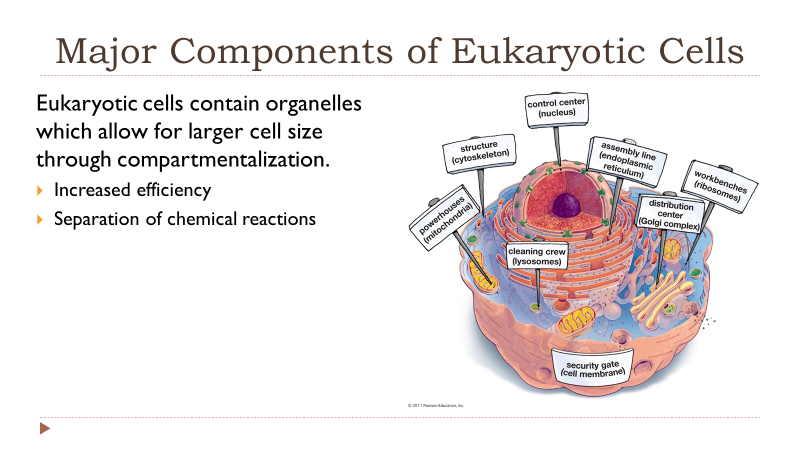 Major Components of Eukaryotic Cells
Eukaryotic cells contain organelles
which allow for larger cell size
through compartmentalization.
Increased efficiency
Separation of chemical reactions
control center
(nucleus)
structure
(cytoskeleton)
assembly line
(endoplasmic
reticulum)
workbenches
(ribosomes)
powerhouses
(mitochondria)
distribution
center
(Golgi complex)
cleaning crew
(lysosomes)
security gate
(cell membrane)
© 2011 Pearson Education, Inc.